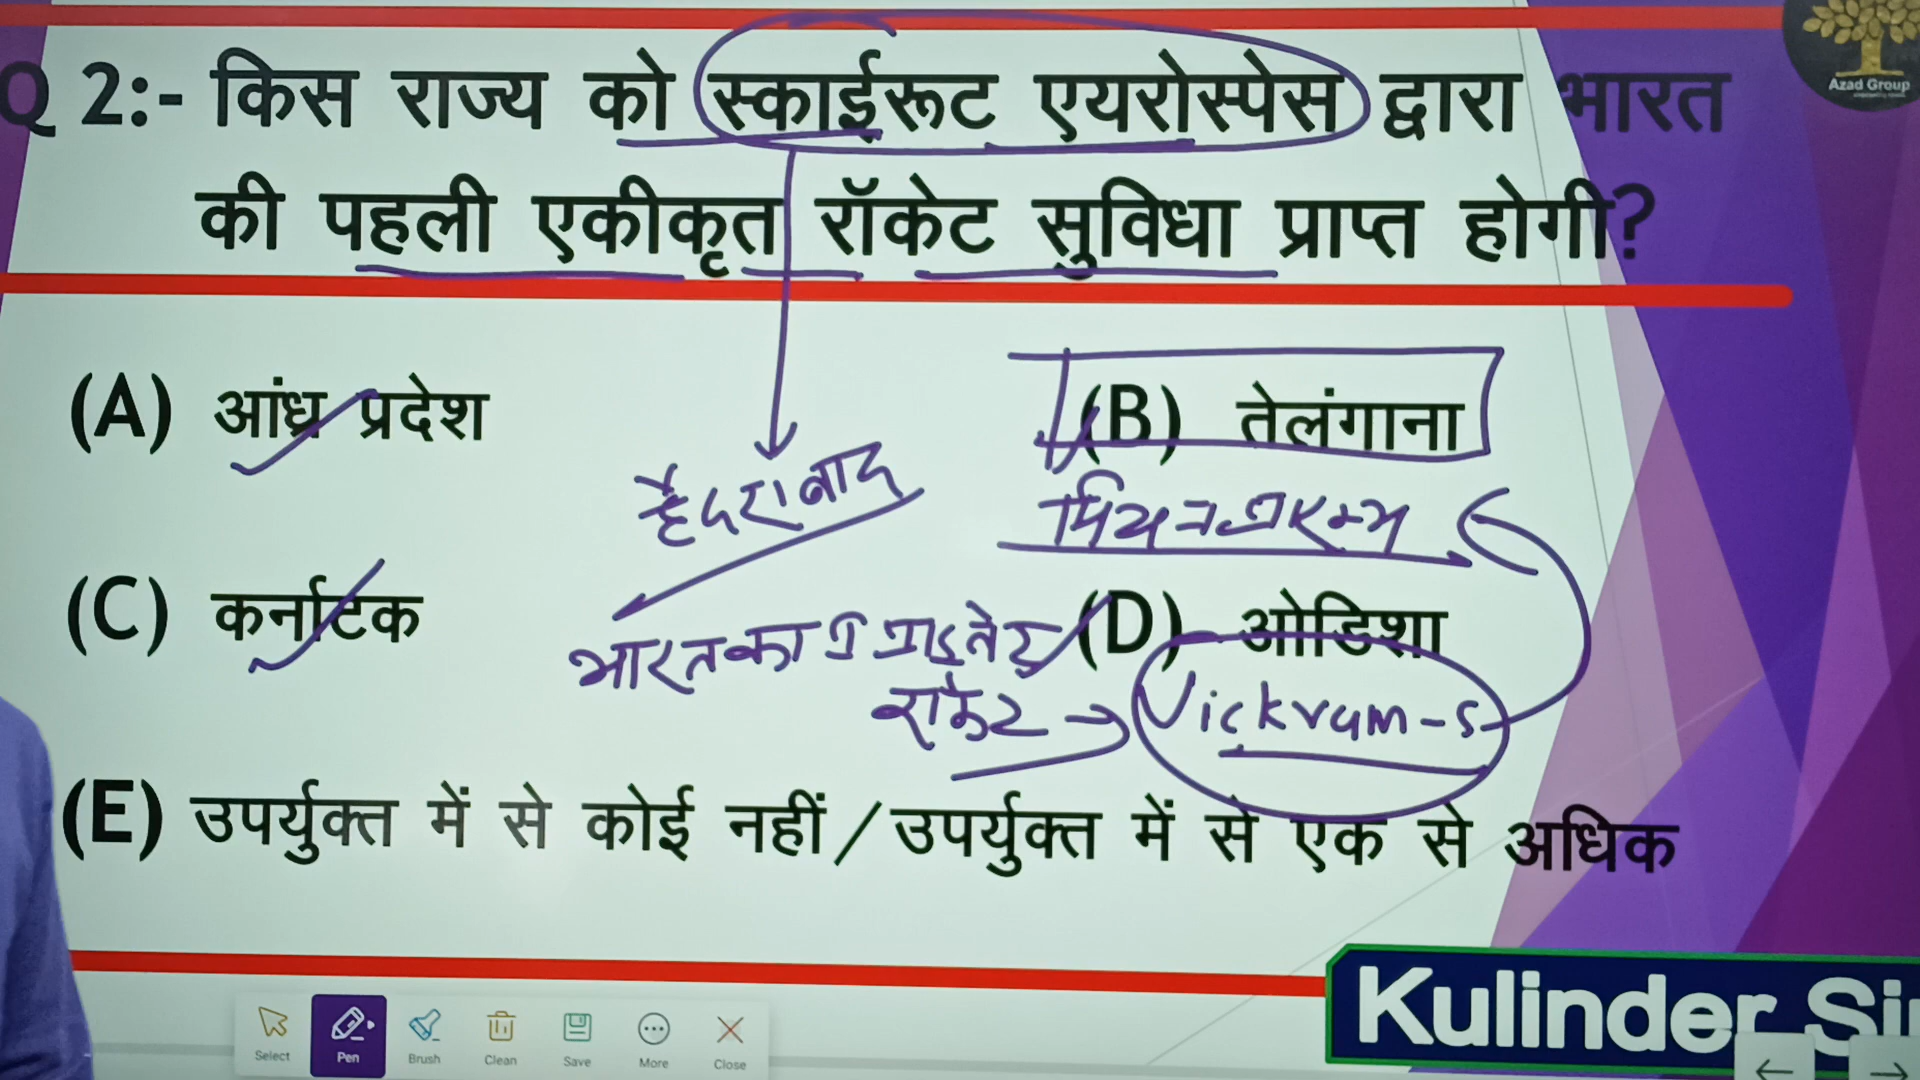 Azad Group
Q 2:- किस राज्य को स्काईरूट एयरोस्पेस द्वारा भारत
की पहली एकीकृत रॉकेट सुविधा प्राप्त होगी?
(A) आंध्र प्रदेश
(B) तेलंगाना
हैदराबाद
(C) कर्नाटक
(D) ओडिशा
भारत का
Vickram-S
(E) उपर्युक्त में से कोई नहीं/उपर्युक्त में से एक से अधिक
Kulinder
Select Pen Brush Clean Save More Close